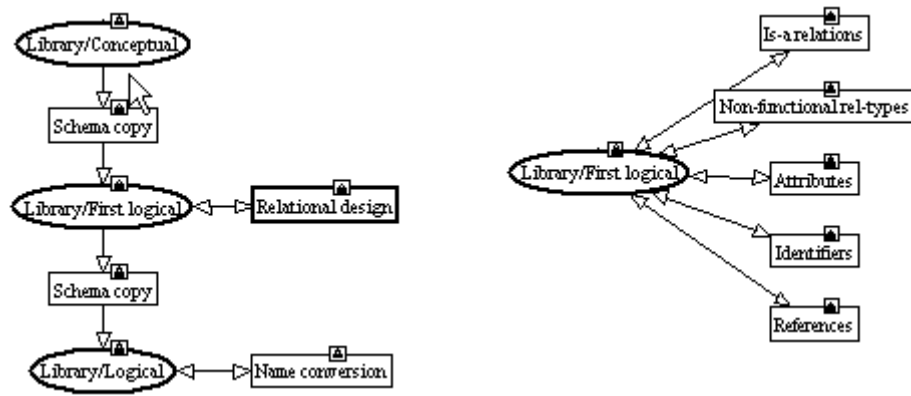 Library/Conceptual
Schema copy
Library/First logical
Relational design
Schema copy
Library/Logical
Name conversion
Is-a relations
Non-functional rel-types
Library/First logical
Attributes
Identifiers
References